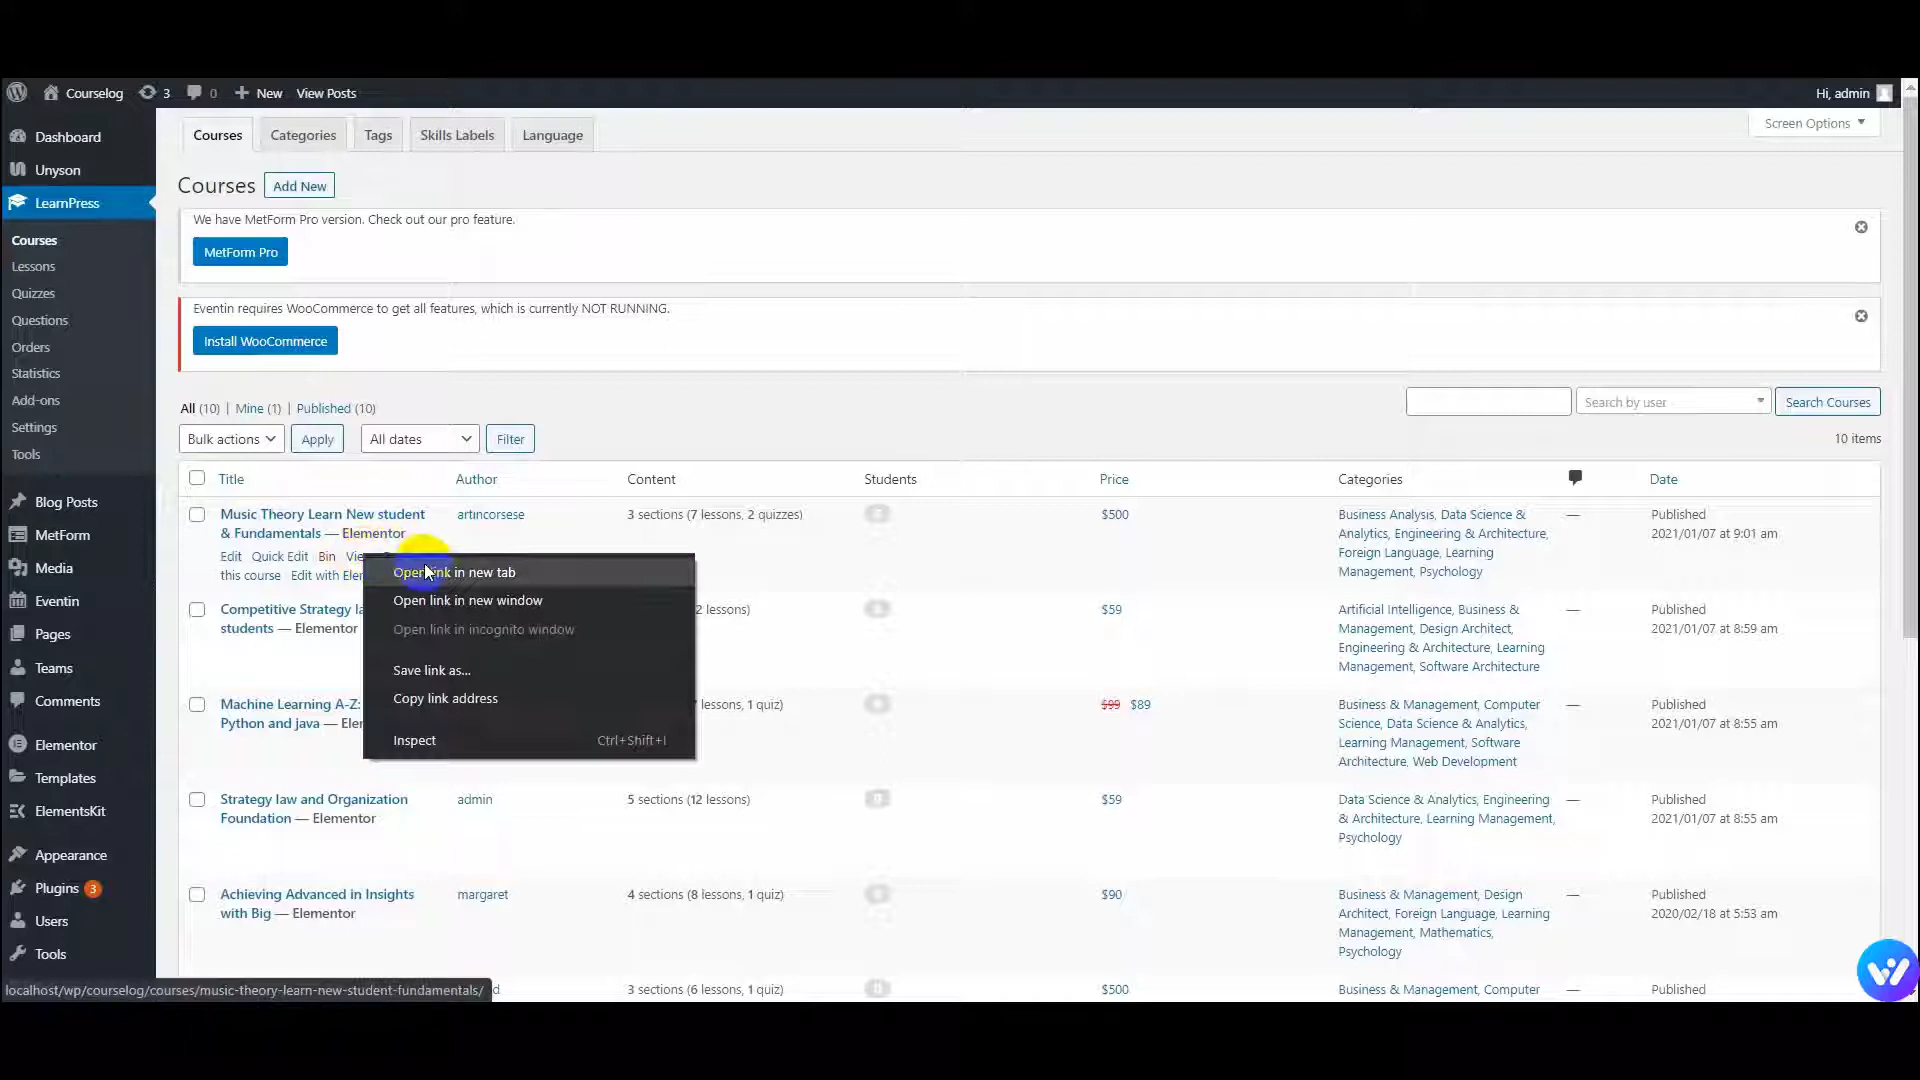 Courselog 3 0 New View Posts Hi, admin
Dashboard
Unyson
LearnPress
Courses
Lessons
Quizzes
Questions
Orders
Statistics
Add-ons
Settings
Tools
Blog Posts
MetForm
Media
Eventin
Pages
Teams
Comments
Elementor
Templates
ElementsKit
Appearance
Plugins 3
Users
Tools
Courses Categories Tags Skills Labels Language
Screen Options
Courses Add New
We have MetForm Pro version. Check out our pro feature.
MetForm Pro
Eventin requires WooCommerce to get all features, which is currently NOT RUNNING.
Install WooCommerce
All (10) | Mine (1) | Published (10)
Search by user Search Courses
Bulk actions Apply All dates Filter
10 items
Title Author Content Students Price Categories Date
Music Theory Learn New student artincorsese 3 sections (7 lessons, 2 quizzes) $500 Business Analysis, Data Science & — Published
& Fundamentals — Elementor Analytics, Engineering & Architecture, 2021/01/07 at 9:01 am
Edit Quick Edit Bin Foreign Language, Learning
this course Edit with Management, Psychology
Open link in new tab
Open link in new window
Open link in incognito window
Save link as...
Copy link address
Inspect Ctrl+Shift+I
Competitive Strategy lessons) $59 Artificial Intelligence, Business & — Published
students — Elementor Management, Design Architect, 2021/01/07 at 8:59 am
Engineering & Architecture, Learning
Management, Software Architecture
Machine Learning A-Z: lessons, 1 quiz) $99 $89 Business & Management, Computer — Published
Python and java — Science, Data Science & Analytics, 2021/01/07 at 8:55 am
Learning Management, Software
Architecture, Web Development
Strategy law and Organization admin 5 sections (12 lessons) $59 Data Science & Analytics, Engineering — Published
Foundation — Elementor & Architecture, Learning Management, 2021/01/07 at 8:55 am
Psychology
Achieving Advanced in Insights margaret 4 sections (8 lessons, 1 quiz) $90 Business & Management, Design — Published
with Big — Elementor Architect, Foreign Language, Learning 2020/02/18 at 5:53 am
Management, Mathematics,
Psychology
3 sections (6 lessons, 1 quiz) $500 Business & Management, Computer — Published
localhost/wp/courselog/courses/music-theory-learn-new-student-fundamentals/